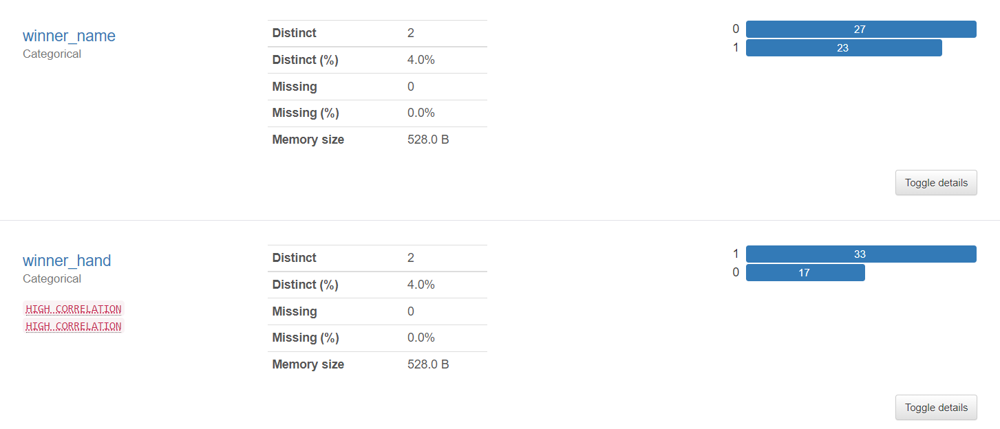 winner_name
Categorical
Distinct 2
Distinct (%) 4.0%
Missing 0
Missing (%) 0.0%
Memory size 528.0 B
0 27
1 23
Toggle details
winner_hand
Categorical
HIGH CORRELATION
HIGH CORRELATION
Distinct 2
Distinct (%) 4.0%
Missing 0
Missing (%) 0.0%
Memory size 528.0 B
1 33
0 17
Toggle details